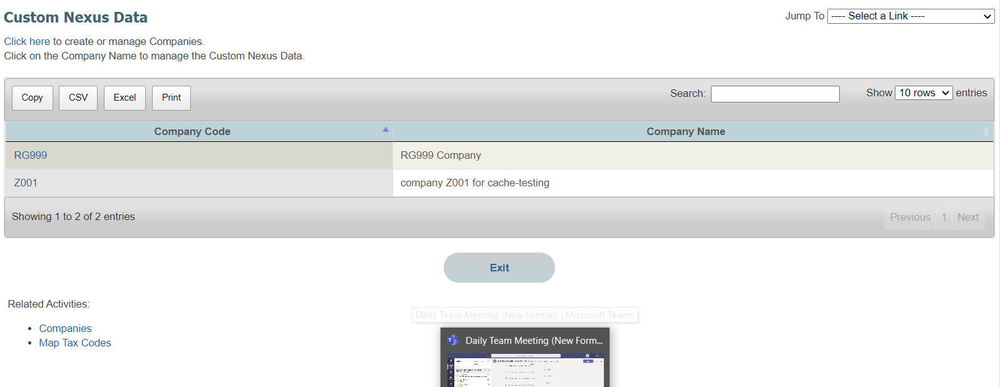 Custom Nexus Data
Jump To ---- Select a Link ----
Click here to create or manage Companies.
Click on the Company Name to manage the Custom Nexus Data.
Copy CSV Excel Print Search: Show 10 rows entries
Company Code Company Name
RG999 RG999 Company
Z001 company Z001 for cache-testing
Showing 1 to 2 of 2 entries Previous 1 Next
Exit
Related Activities:
Daily Team Meeting (New Format) | Microsoft Teams
• Companies
Daily Team Meeting (New Form...
• Map Tax Codes